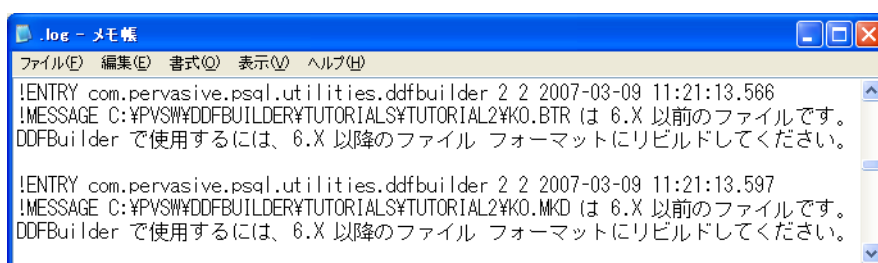 .log - メモ帳
ファイル(F) 編集(E) 書式(O) 表示(V) ヘルプ(H)
!ENTRY com.pervasive.psql.utilities.ddfbuilder 2 2 2007-03-09 11:21:13.566
!MESSAGE C:¥PVSW¥DDFBUILDER¥TUTORIALS¥TUTORIAL2¥KO.BTR は 6.X 以前のファイルです。
DDFBuilder で使用するには、6.X 以降のファイル フォーマットにリビルドしてください。
!ENTRY com.pervasive.psql.utilities.ddfbuilder 2 2 2007-03-09 11:21:13.597
!MESSAGE C:¥PVSW¥DDFBUILDER¥TUTORIALS¥TUTORIAL2¥KO.MKD は 6.X 以前のファイルです。
DDFBuilder で使用するには、6.X 以降のファイル フォーマットにリビルドしてください。